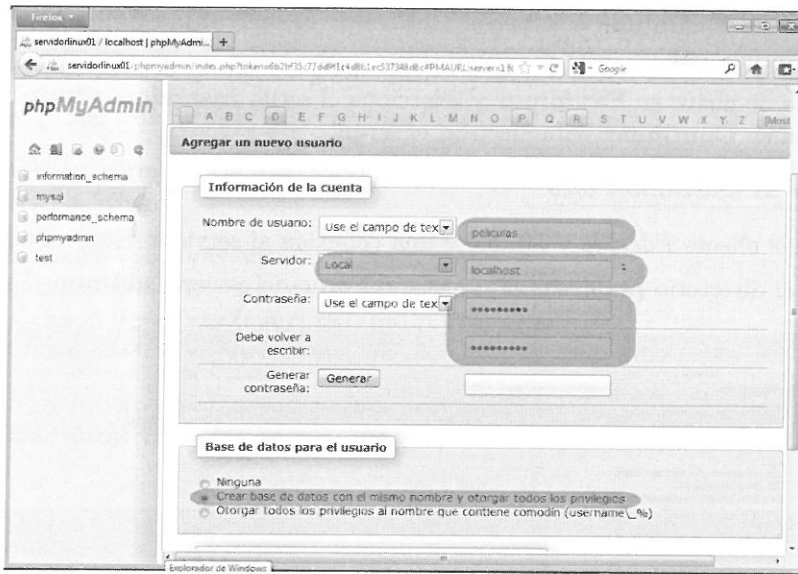 Firefox
servidorlinux01 / localhost | phpMyAdmi... +
servidorlinux01/phpmyadmin/index.php? Google
phpMyAdmin
A B C D E F G H I J K L M N O P Q R S T U V W X Y Z [Most
Agregar un nuevo usuario
information_schema
mysql
performance_schema
phpmyadmin
test
Información de la cuenta
Nombre de usuario: Use el campo de tex peliculas
Servidor: Local localhost
Contraseña: Use el campo de tex •••••••••
Debe volver a
escribir: •••••••••
Generar
contraseña: Generar
Base de datos para el usuario
Ninguna
Crear base de datos con el mismo nombre y otorgar todos los privilegios
Otorgar todos los privilegios al nombre que contiene comodín (username\_%)
Explorador de Windows